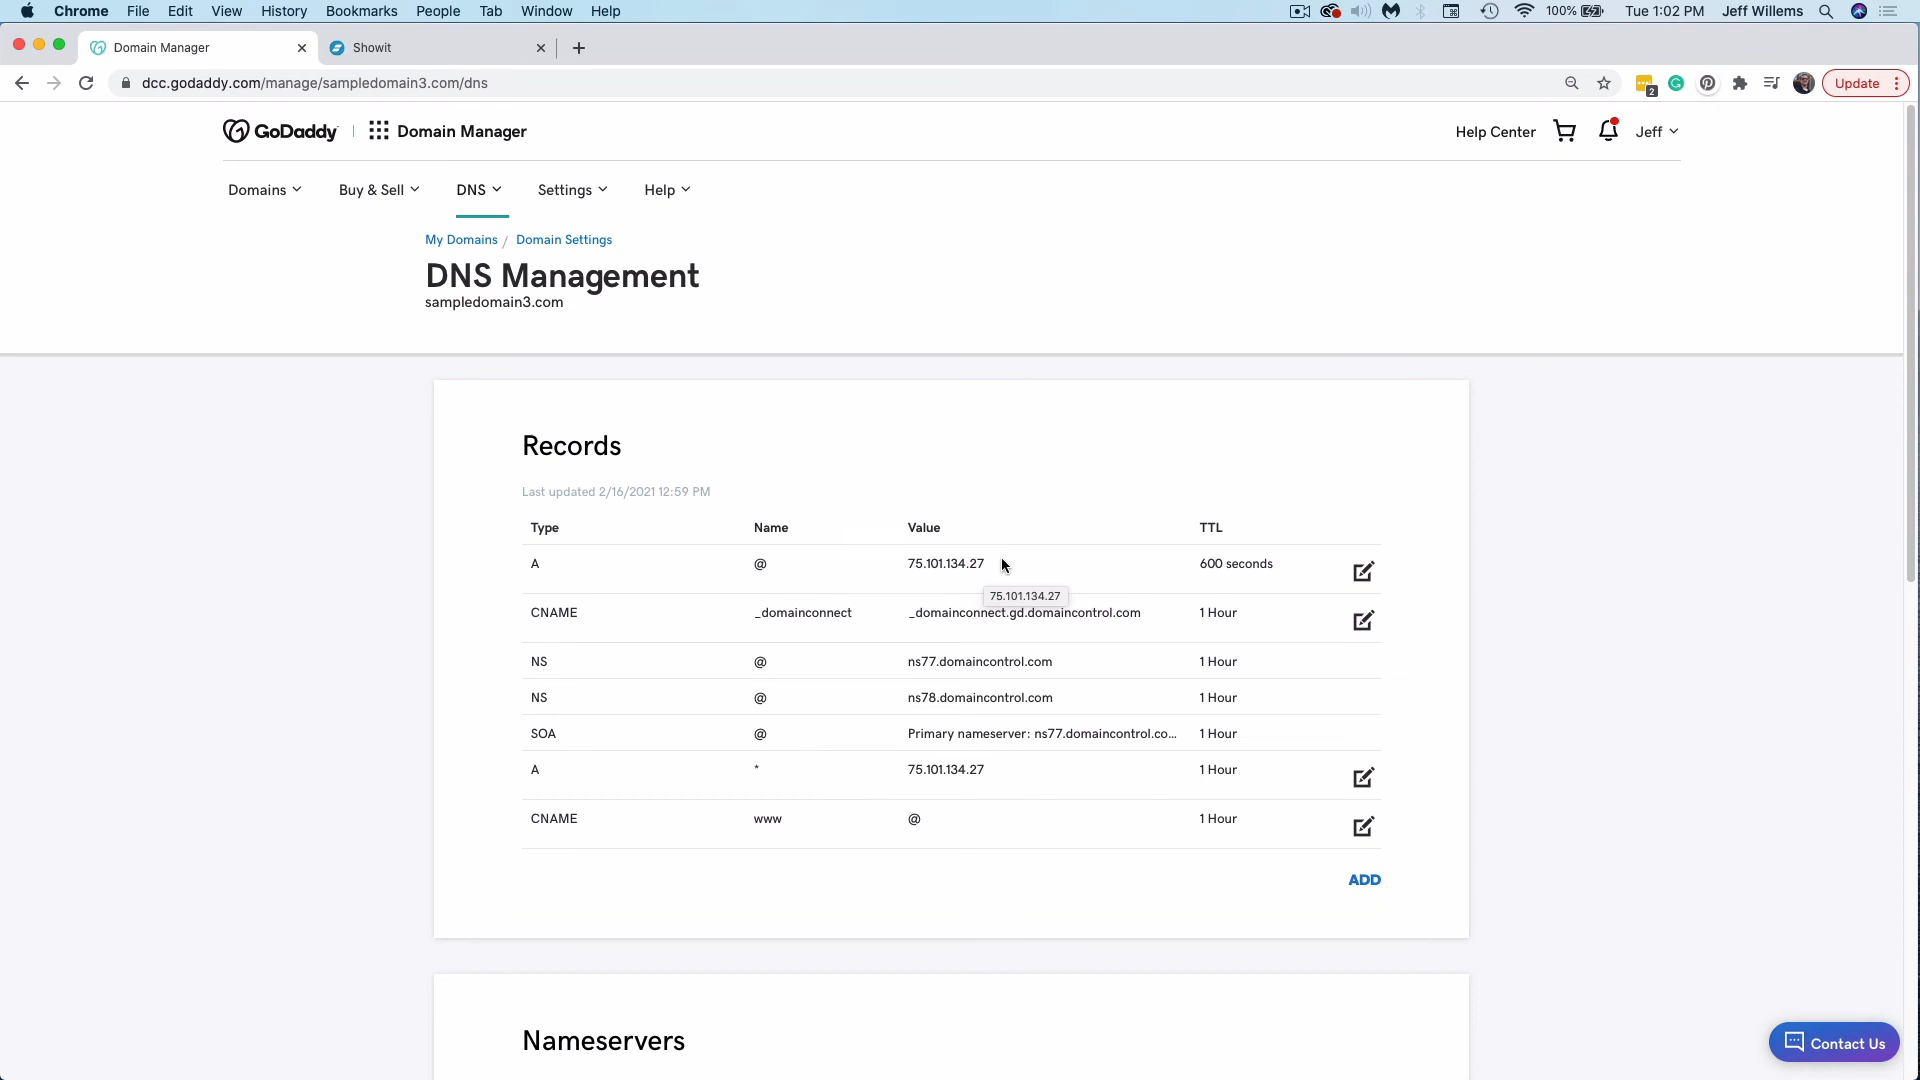 Chrome File Edit View History Bookmarks People Tab Window Help 100% Tue 1:02 PM Jeff Willems
Domain Manager Showit
dcc.godaddy.com/manage/sampledomain3.com/dns 2 Update
GoDaddy Domain Manager Help Center Jeff
Domains Buy & Sell DNS Settings Help
My Domains / Domain Settings
DNS Management
sampledomain3.com
Records
Last updated 2/16/2021 12:59 PM
Type Name Value TTL
A @ 75.101.134.27 600 seconds
75.101.134.27
CNAME _domainconnect _domainconnect.gd.domaincontrol.com 1 Hour
NS @ ns77.domaincontrol.com 1 Hour
NS @ ns78.domaincontrol.com 1 Hour
SOA @ Primary nameserver: ns77.domaincontrol.co... 1 Hour
A * 75.101.134.27 1 Hour
CNAME www @ 1 Hour
ADD
Nameservers
Contact Us